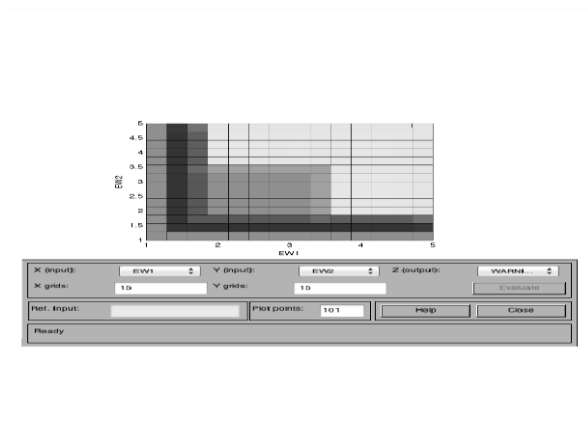 5
4.5
4
3.5
3
2.5
2
1.5
1
EW2
1 2 3 4 5
EW1
X (input): EW1 Y (input): EW2 Z (output): WARNI...
X grids: 15 Y grids: 15 Evaluate
Ref. Input: Plot points: 101 Help Close
Ready